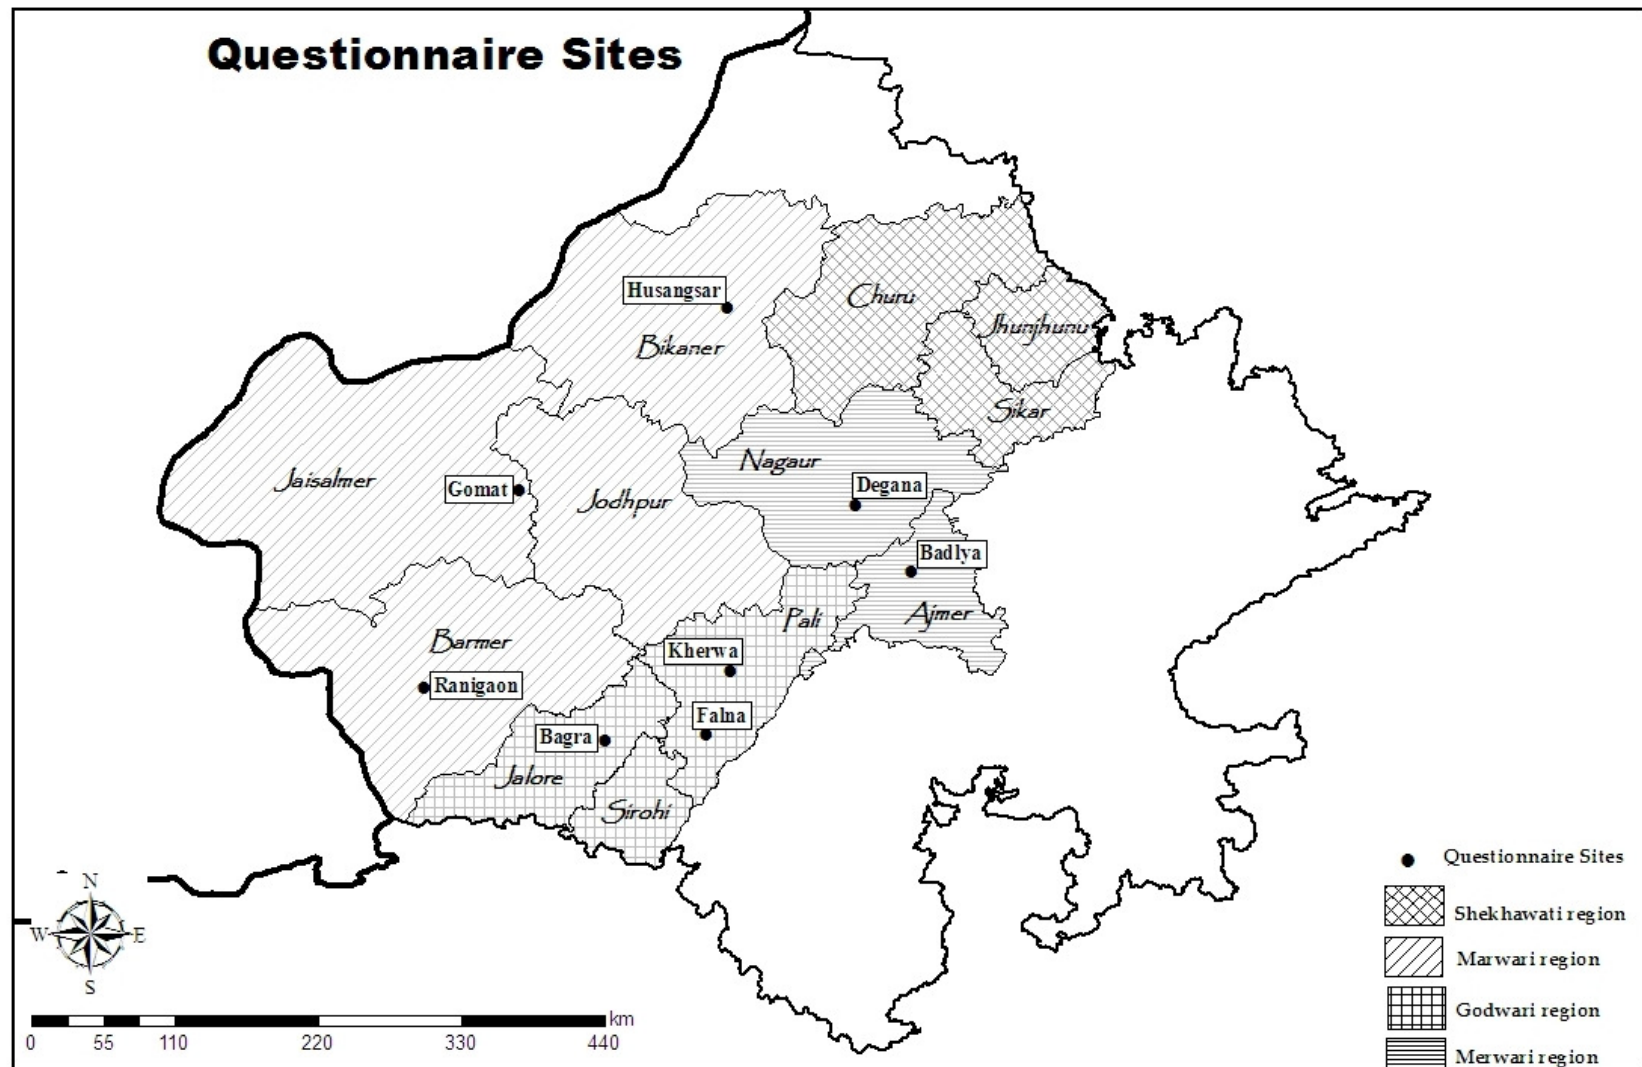 Questionnaire Sites
Husangsar
Churu
Jhunjhunu
Bikaner
Sikar
Nagaur
Jaisalmer
Gomat
Jodhpur
Degana
Badlya
Pali
Ajmer
Barmer
Kherwa
Ranigaon
Falna
Bagra
Jalore
Sirohi
Questionnaire Sites
Shekhawati region
Marwari region
Godwari region
Merwari region
N
W E
S
km
0 55 110 220 330 440